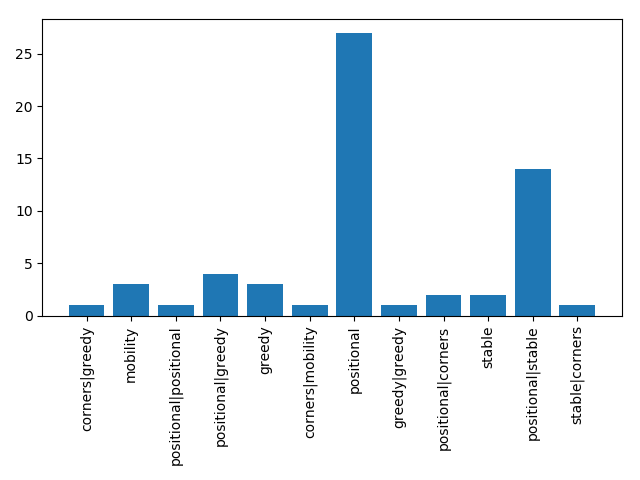 25
20
15
10
5
0
corners|greedy
mobility
positional|positional
positional|greedy
greedy
corners|mobility
positional
greedy|greedy
positional|corners
stable
positional|stable
stable|corners